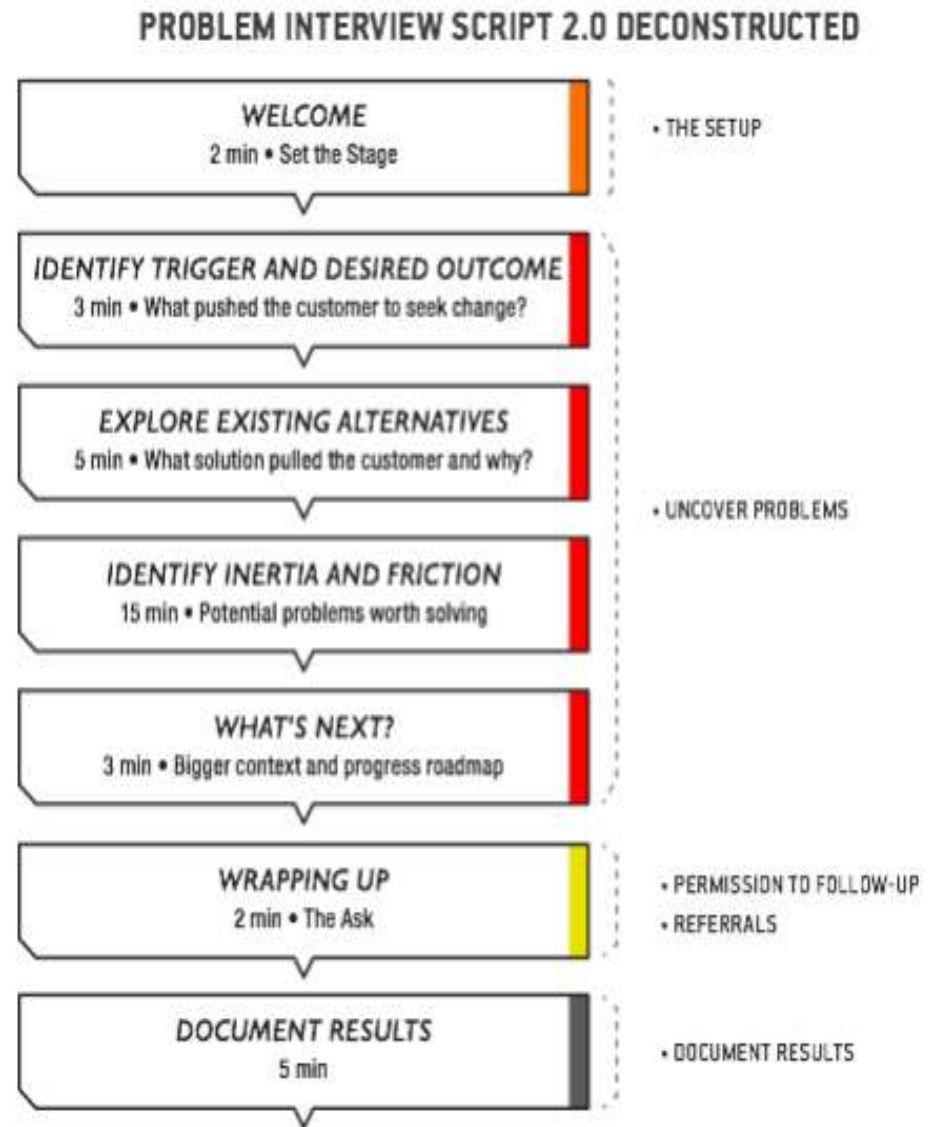 PROBLEM INTERVIEW SCRIPT 2.0 DECONSTRUCTED
WELCOME
2 min • Set the Stage
• THE SETUP
IDENTIFY TRIGGER AND DESIRED OUTCOME
3 min • What pushed the customer to seek change?
EXPLORE EXISTING ALTERNATIVES
5 min • What solution pulled the customer and why?
• UNCOVER PROBLEMS
IDENTIFY INERTIA AND FRICTION
15 min • Potential problems worth solving
WHAT'S NEXT?
3 min • Bigger context and progress roadmap
WRAPPING UP
2 min • The Ask
• PERMISSION TO FOLLOW-UP
• REFERRALS
DOCUMENT RESULTS
5 min
• DOCUMENT RESULTS